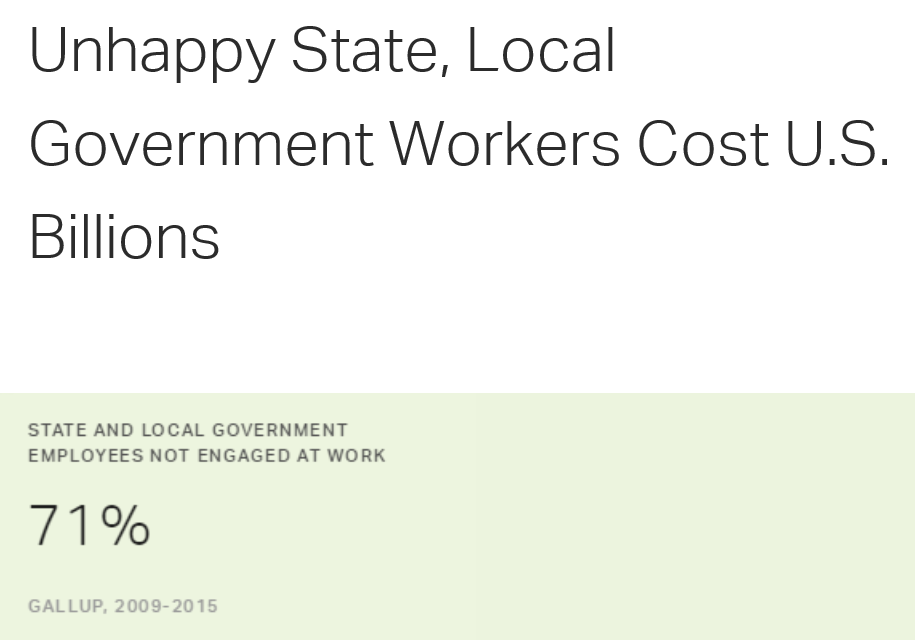 Unhappy State, Local
Government Workers Cost U.S.
Billions
STATE AND LOCAL GOVERNMENT
EMPLOYEES NOT ENGAGED AT WORK
71%
GALLUP, 2009-2015